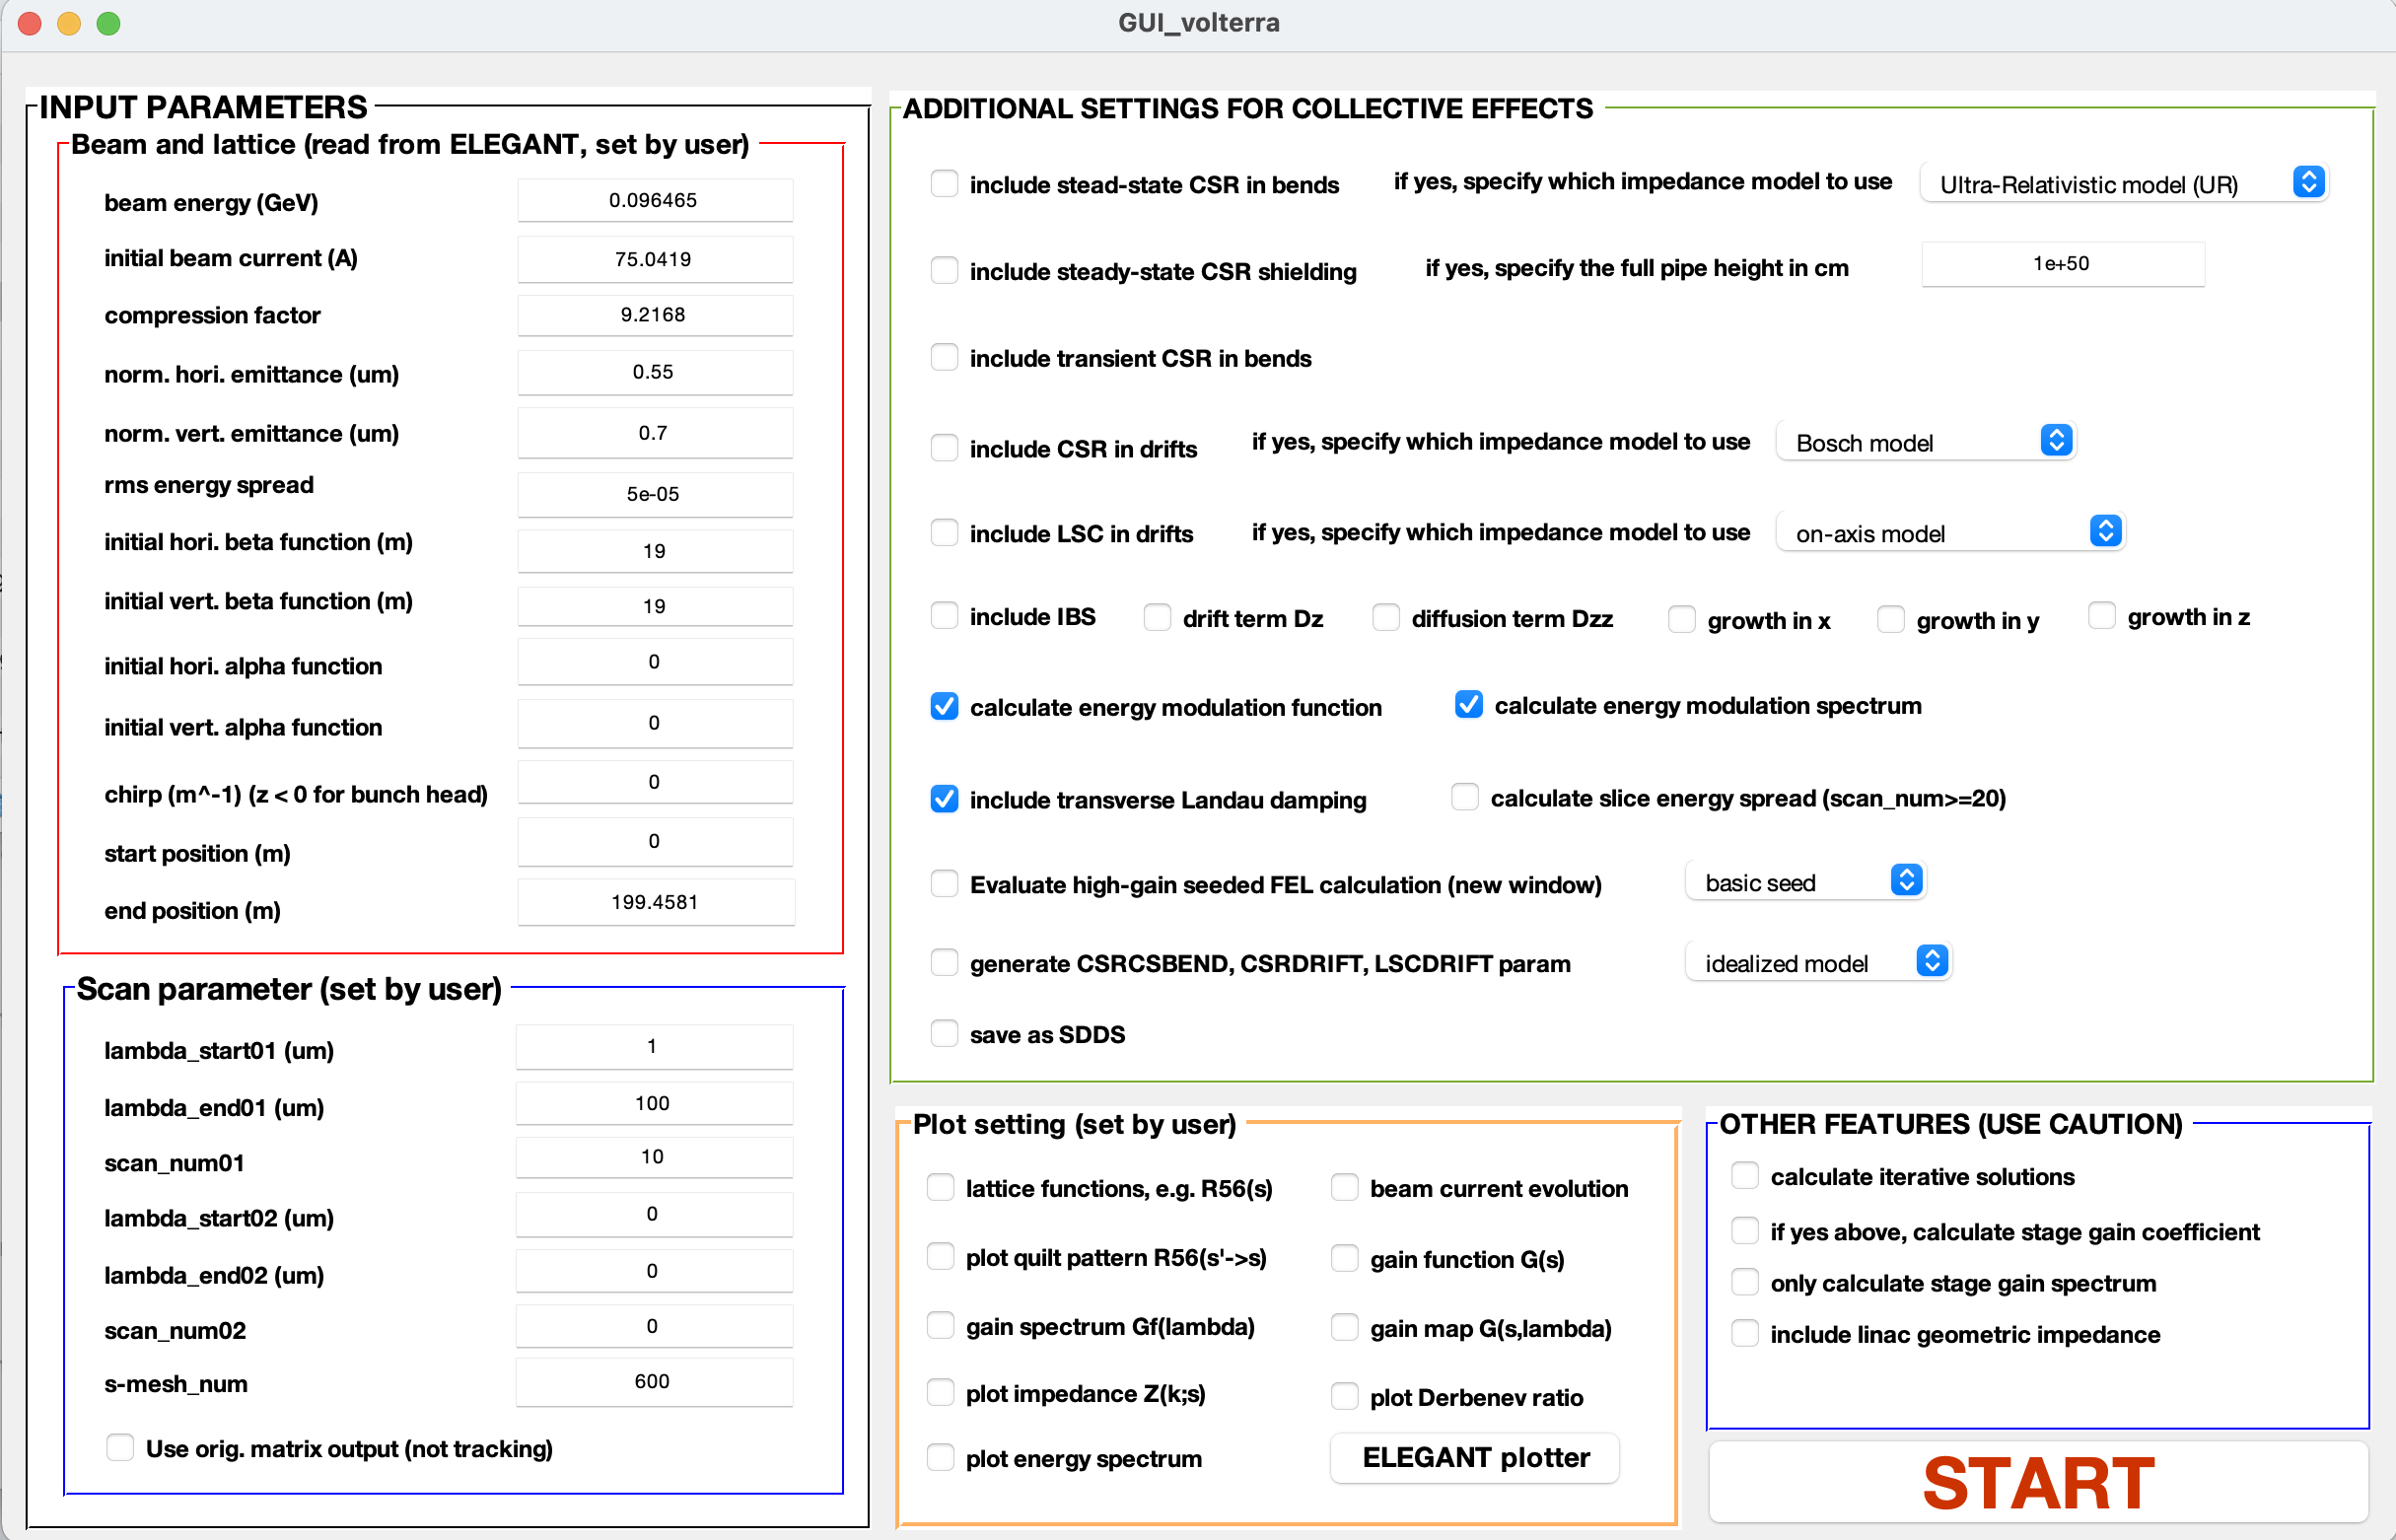 GUI_volterra
INPUT PARAMETERS
Beam and lattice (read from ELEGANT, set by user)
beam energy (GeV) 0.096465
initial beam current (A) 75.0419
compression factor 9.2168
norm. hori. emittance (um) 0.55
norm. vert. emittance (um) 0.7
rms energy spread 5e-05
initial hori. beta function (m) 19
initial vert. beta function (m) 19
initial hori. alpha function 0
initial vert. alpha function 0
chirp (m^-1) (z < 0 for bunch head) 0
start position (m) 0
end position (m) 199.4581
Scan parameter (set by user)
lambda_start01 (um) 1
lambda_end01 (um) 100
scan_num01 10
lambda_start02 (um) 0
lambda_end02 (um) 0
scan_num02 0
s-mesh_num 600
Use orig. matrix output (not tracking)
ADDITIONAL SETTINGS FOR COLLECTIVE EFFECTS
include stead-state CSR in bends if yes, specify which impedance model to use Ultra-Relativistic model (UR)
include steady-state CSR shielding if yes, specify the full pipe height in cm 1e+50
include transient CSR in bends
include CSR in drifts if yes, specify which impedance model to use Bosch model
include LSC in drifts if yes, specify which impedance model to use on-axis model
include IBS drift term Dz diffusion term Dzz growth in x growth in y growth in z
calculate energy modulation function calculate energy modulation spectrum
include transverse Landau damping calculate slice energy spread (scan_num>=20)
Evaluate high-gain seeded FEL calculation (new window) basic seed
generate CSRCSBEND, CSRDRIFT, LSCDRIFT param idealized model
save as SDDS
Plot setting (set by user)
lattice functions, e.g. R56(s) beam current evolution
plot quilt pattern R56(s'->s) gain function G(s)
gain spectrum Gf(lambda) gain map G(s,lambda)
plot impedance Z(k;s) plot Derbenev ratio
plot energy spectrum ELEGANT plotter
OTHER FEATURES (USE CAUTION)
calculate iterative solutions
if yes above, calculate stage gain coefficient
only calculate stage gain spectrum
include linac geometric impedance
START